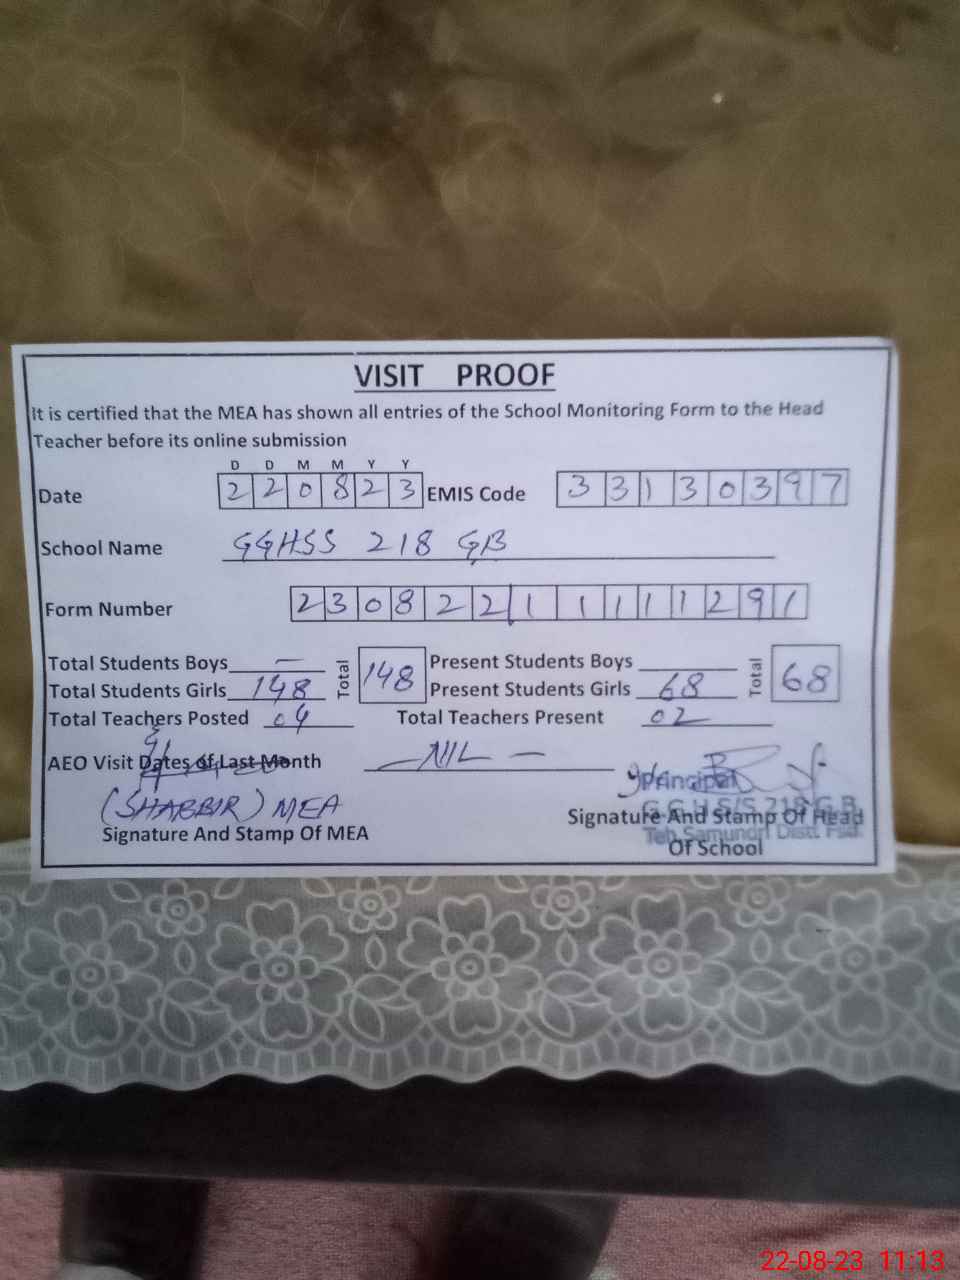 VISIT PROOF
It is certified that the MEA has shown all entries of the School Monitoring Form to the Head
Teacher before its online submission
D D M M Y Y
Date 2 2 0 8 2 3 EMIS Code 3 3 1 3 0 3 9 7
School Name GGHSS 218 GB
Form Number 2 3 0 8 2 2 1 1 1 1 1 2 9 1
Total Students Boys — Total 148 Present Students Boys Total 68
Total Students Girls 148 Present Students Girls 68
Total Teachers Posted 04 Total Teachers Present 02
AEO Visit Dates of Last Month — NIL —
(SHABBIR) MEA Principal
Signature And Stamp Of MEA Signature And Stamp Of Head
Of School
G.G.H.S/S 218 G.B
Teh. Samundri Distt. Fsd.
22-08-23 11:13